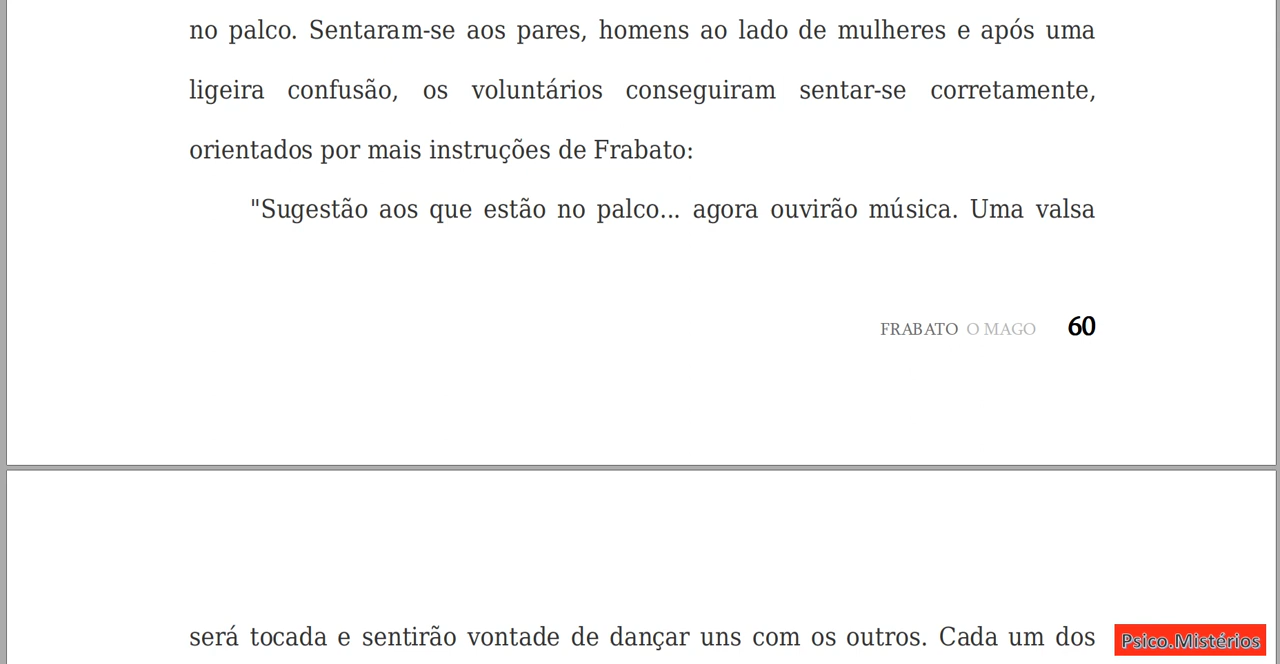 no palco. Sentaram-se aos pares, homens ao lado de mulheres e após uma
ligeira confusão, os voluntários conseguiram sentar-se corretamente,
orientados por mais instruções de Frabato:
"Sugestão aos que estão no palco... agora ouvirão música. Uma valsa
FRABATO O MAGO 60
será tocada e sentirão vontade de dançar uns com os outros. Cada um dos
Psico.Mistérios